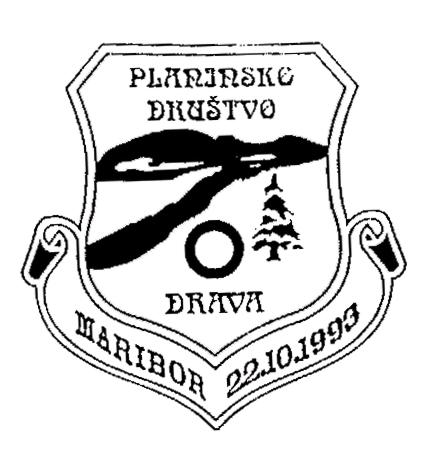 PLANINSKO
DRUŠTVO
DRAVA
MARIBOR 22.10.1993